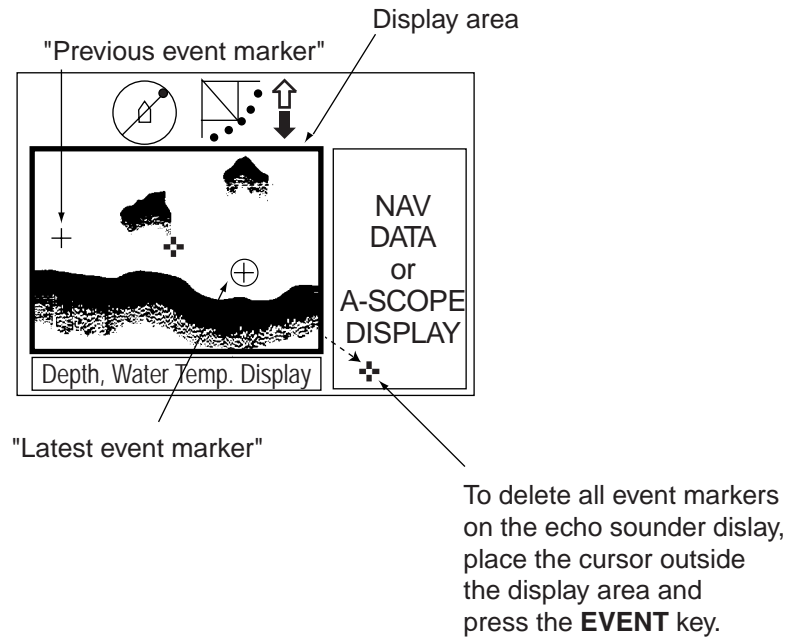 Display area
"Previous event marker"
NAV
DATA
or
A-SCOPE
DISPLAY
Depth, Water Temp. Display
"Latest event marker"
To delete all event markers
on the echo sounder dislay,
place the cursor outside
the display area and
press the EVENT key.